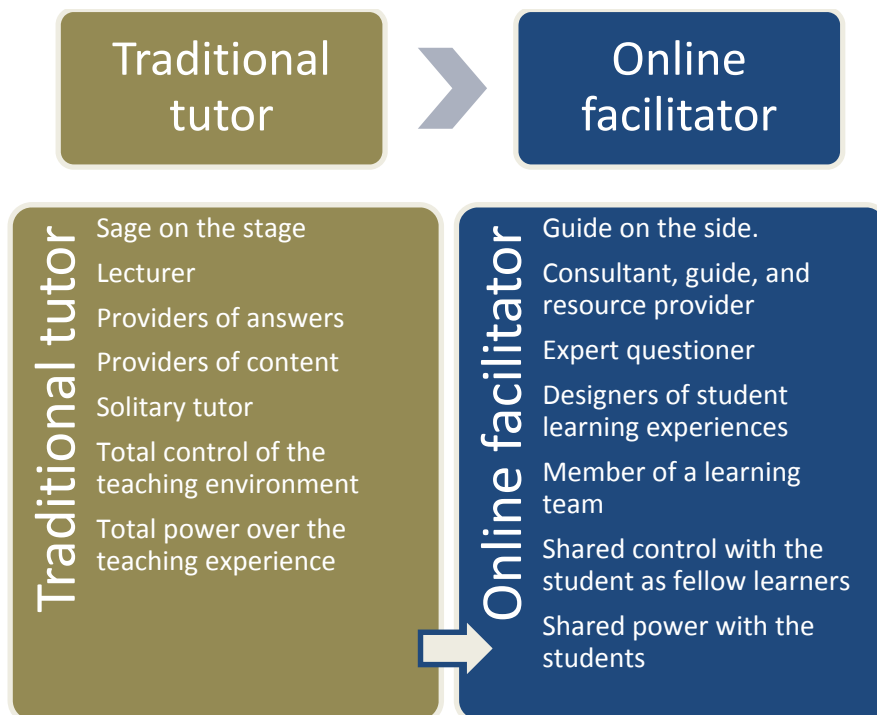 Traditional
tutor
Online
facilitator
Traditional tutor
Sage on the stage
Lecturer
Providers of answers
Providers of content
Solitary tutor
Total control of the
teaching environment
Total power over the
teaching experience
Online facilitator
Guide on the side.
Consultant, guide, and
resource provider
Expert questioner
Designers of student
learning experiences
Member of a learning
team
Shared control with the
student as fellow learners
Shared power with the
students